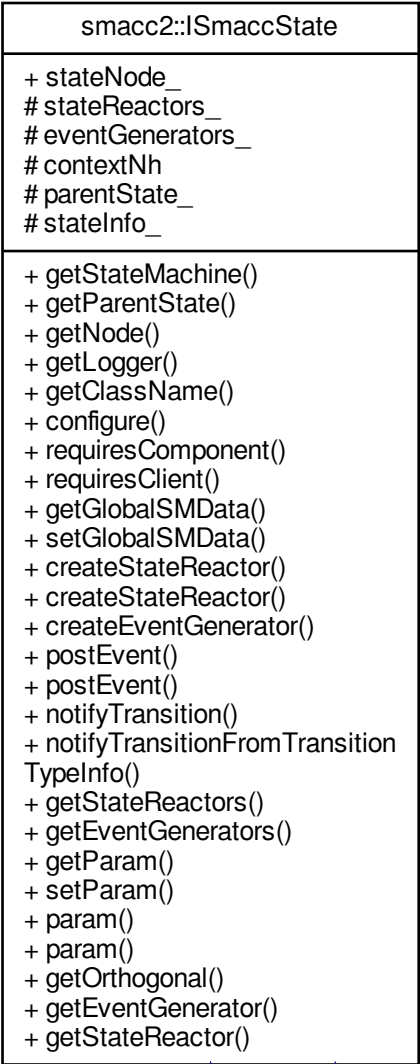 smacc2::ISmaccState
+ stateNode_
# stateReactors_
# eventGenerators_
# contextNh
# parentState_
# stateInfo_
+ getStateMachine()
+ getParentState()
+ getNode()
+ getLogger()
+ getClassName()
+ configure()
+ requiresComponent()
+ requiresClient()
+ getGlobalSMData()
+ setGlobalSMData()
+ createStateReactor()
+ createStateReactor()
+ createEventGenerator()
+ postEvent()
+ postEvent()
+ notifyTransition()
+ notifyTransitionFromTransition
TypeInfo()
+ getStateReactors()
+ getEventGenerators()
+ getParam()
+ setParam()
+ param()
+ param()
+ getOrthogonal()
+ getEventGenerator()
+ getStateReactor()